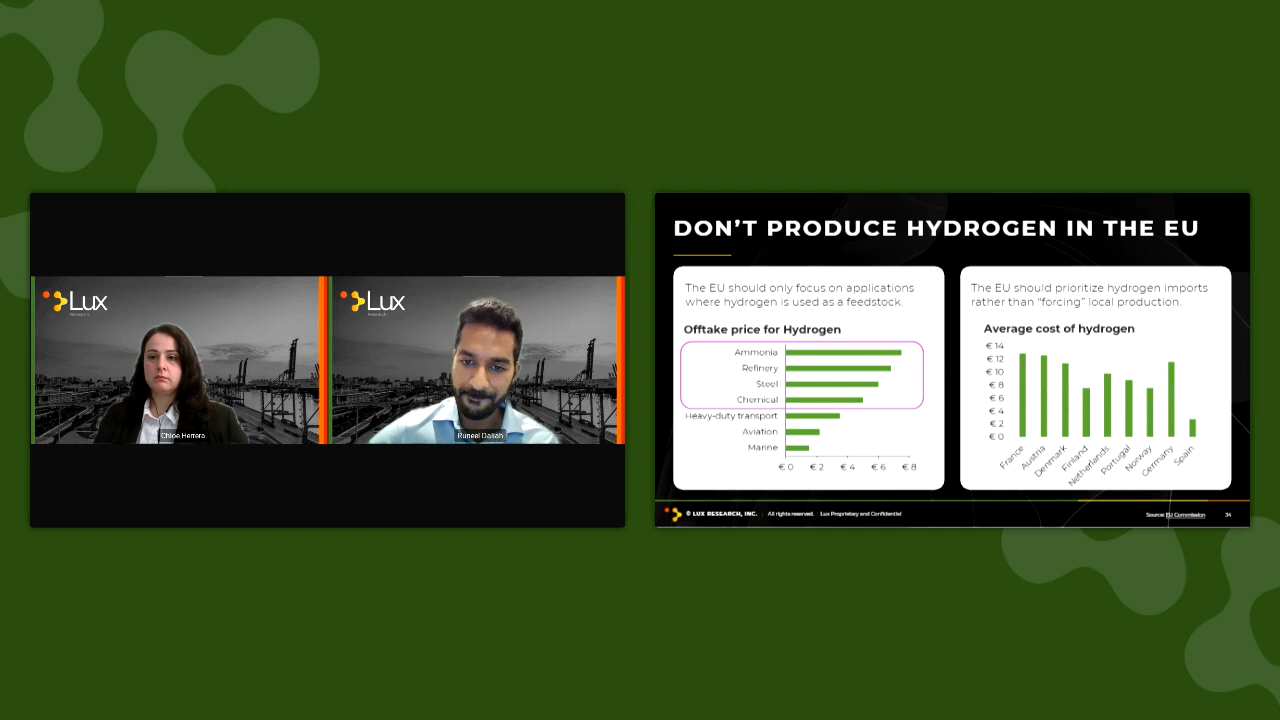 Lux
Research
Chloe Herrera
Lux
Research
Runeel Daliah
DON'T PRODUCE HYDROGEN IN THE EU
The EU should only focus on applications
where hydrogen is used as a feedstock.
Offtake price for Hydrogen
Ammonia
Refinery
Steel
Chemical
Heavy-duty transport
Aviation
Marine
€ 0 € 2 € 4 € 6 € 8
The EU should prioritize hydrogen imports
rather than "forcing" local production.
Average cost of hydrogen
€ 14
€ 12
€ 10
€ 8
€ 6
€ 4
€ 2
€ 0
France
Austria
Denmark
Finland
Netherlands
Portugal
Norway
Germany
Spain
© LUX RESEARCH, INC. | All rights reserved. Lux Proprietary and Confidential
Source: EU Commission
34